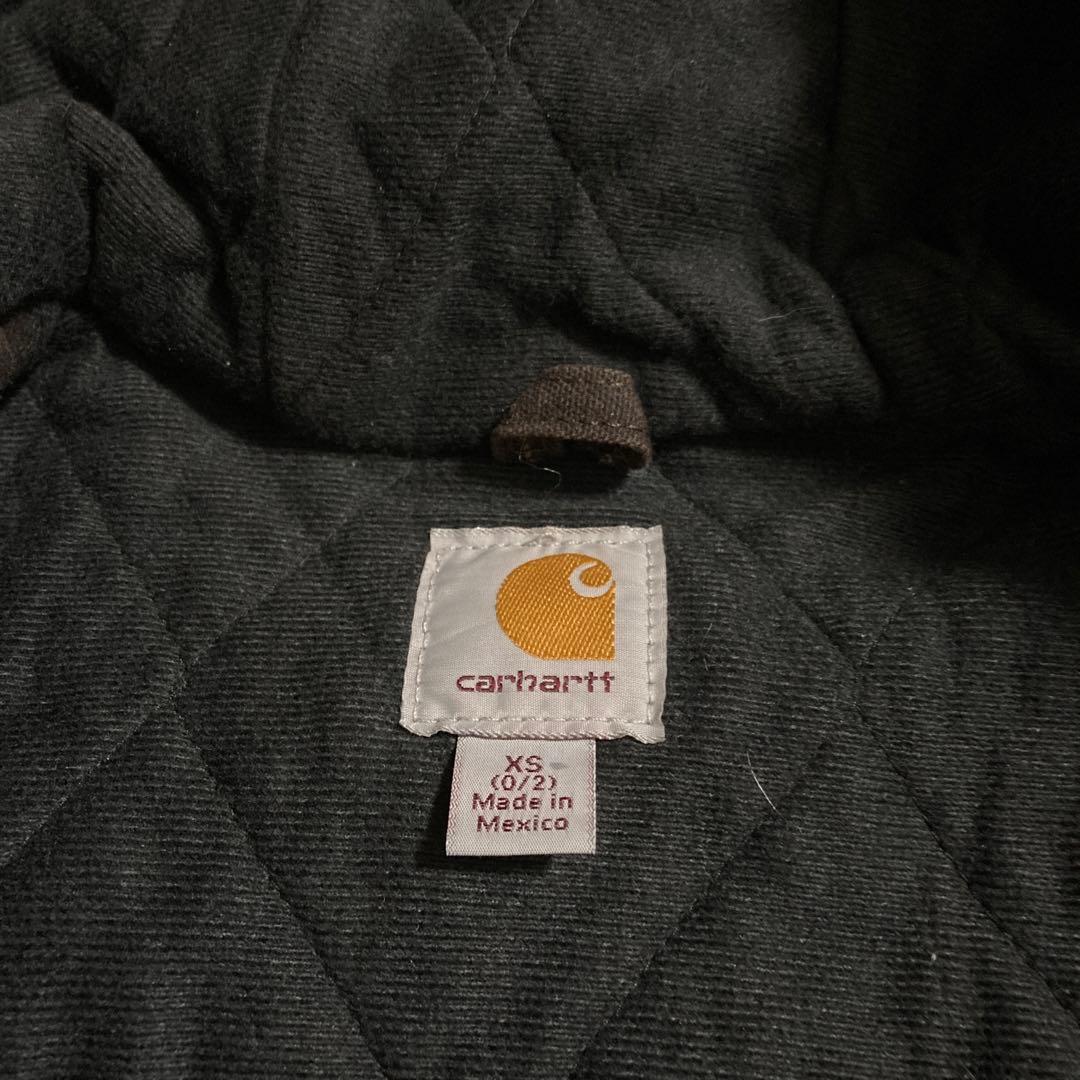 carhartt
XS
(0/2)
Made in
Mexico